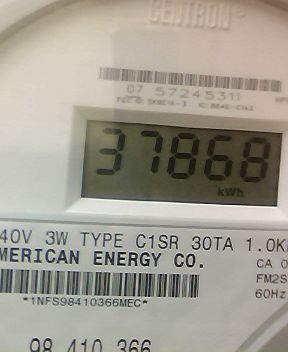 CENTRON®
07 57245311
37868
kWh
40V 3W TYPE C1SR 30TA 1.0K
MERICAN ENERGY CO.
CA 0
FM2S
60Hz
*1NFS98410366MEC*
98 410 366